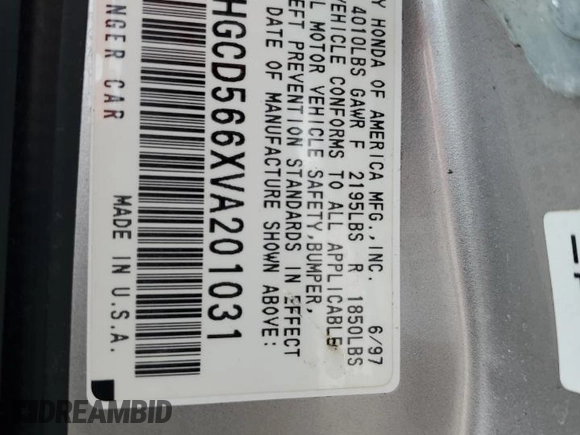 Y HONDA OF AMERICA MFG.,INC. 6/97
4010LBS GAWR F 2195LBS R 1850LBS
VEHICLE CONFORMS TO ALL APPLICABLE
L MOTOR VEHICLE SAFETY,BUMPER,
EFT PREVENTION STANDARDS IN EFFECT
DATE OF MANUFACTURE SHOWN ABOVE:
HGCD566XVA201031
ENGER CAR MADE IN U.S.A.
DREAMBID